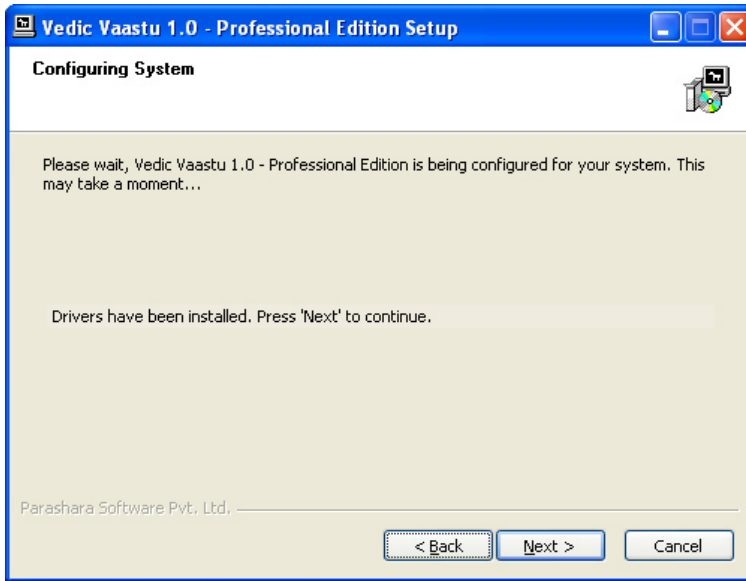 Vedic Vaastu 1.0 - Professional Edition Setup
Configuring System
Please wait, Vedic Vaastu 1.0 - Professional Edition is being configured for your system. This
may take a moment...
Drivers have been installed. Press 'Next' to continue.
Parashara Software Pvt. Ltd.
< Back Next > Cancel